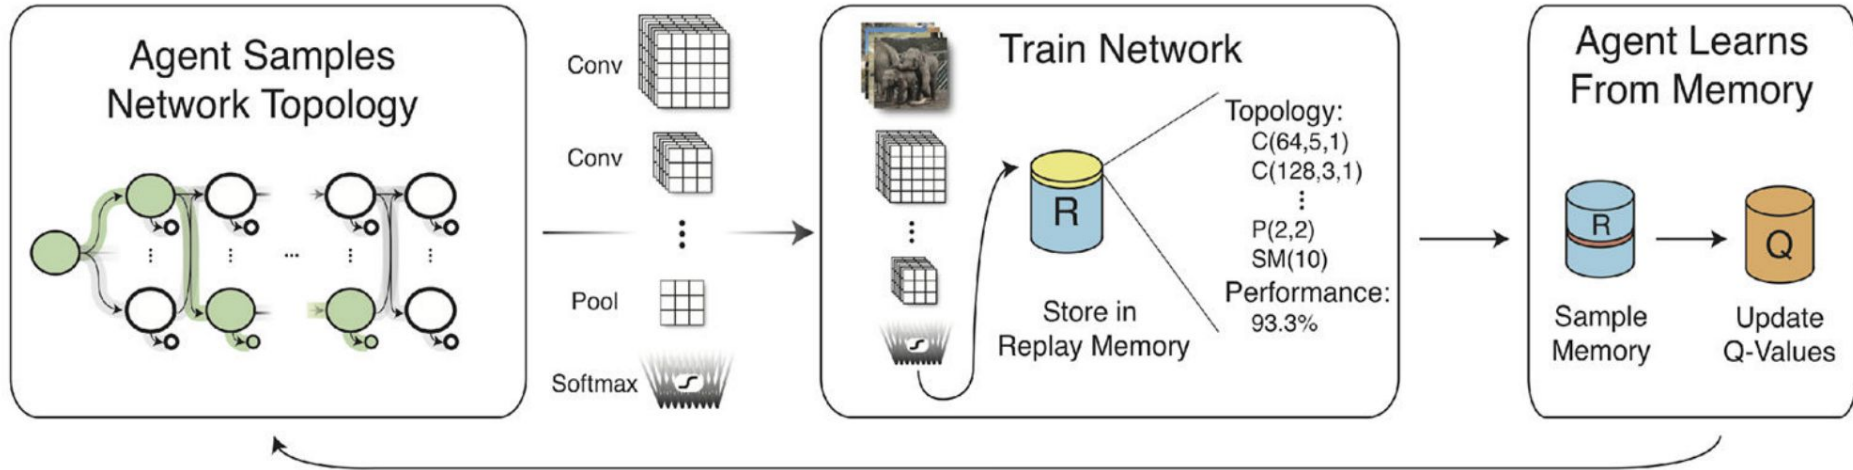 Agent Samples
Network Topology
Conv
Conv
Pool
Softmax
Train Network
R
Store in
Replay Memory
Topology:
C(64,5,1)
C(128,3,1)
P(2,2)
SM(10)
Performance:
93.3%
Agent Learns
From Memory
R
Q
Sample
Memory
Update
Q-Values